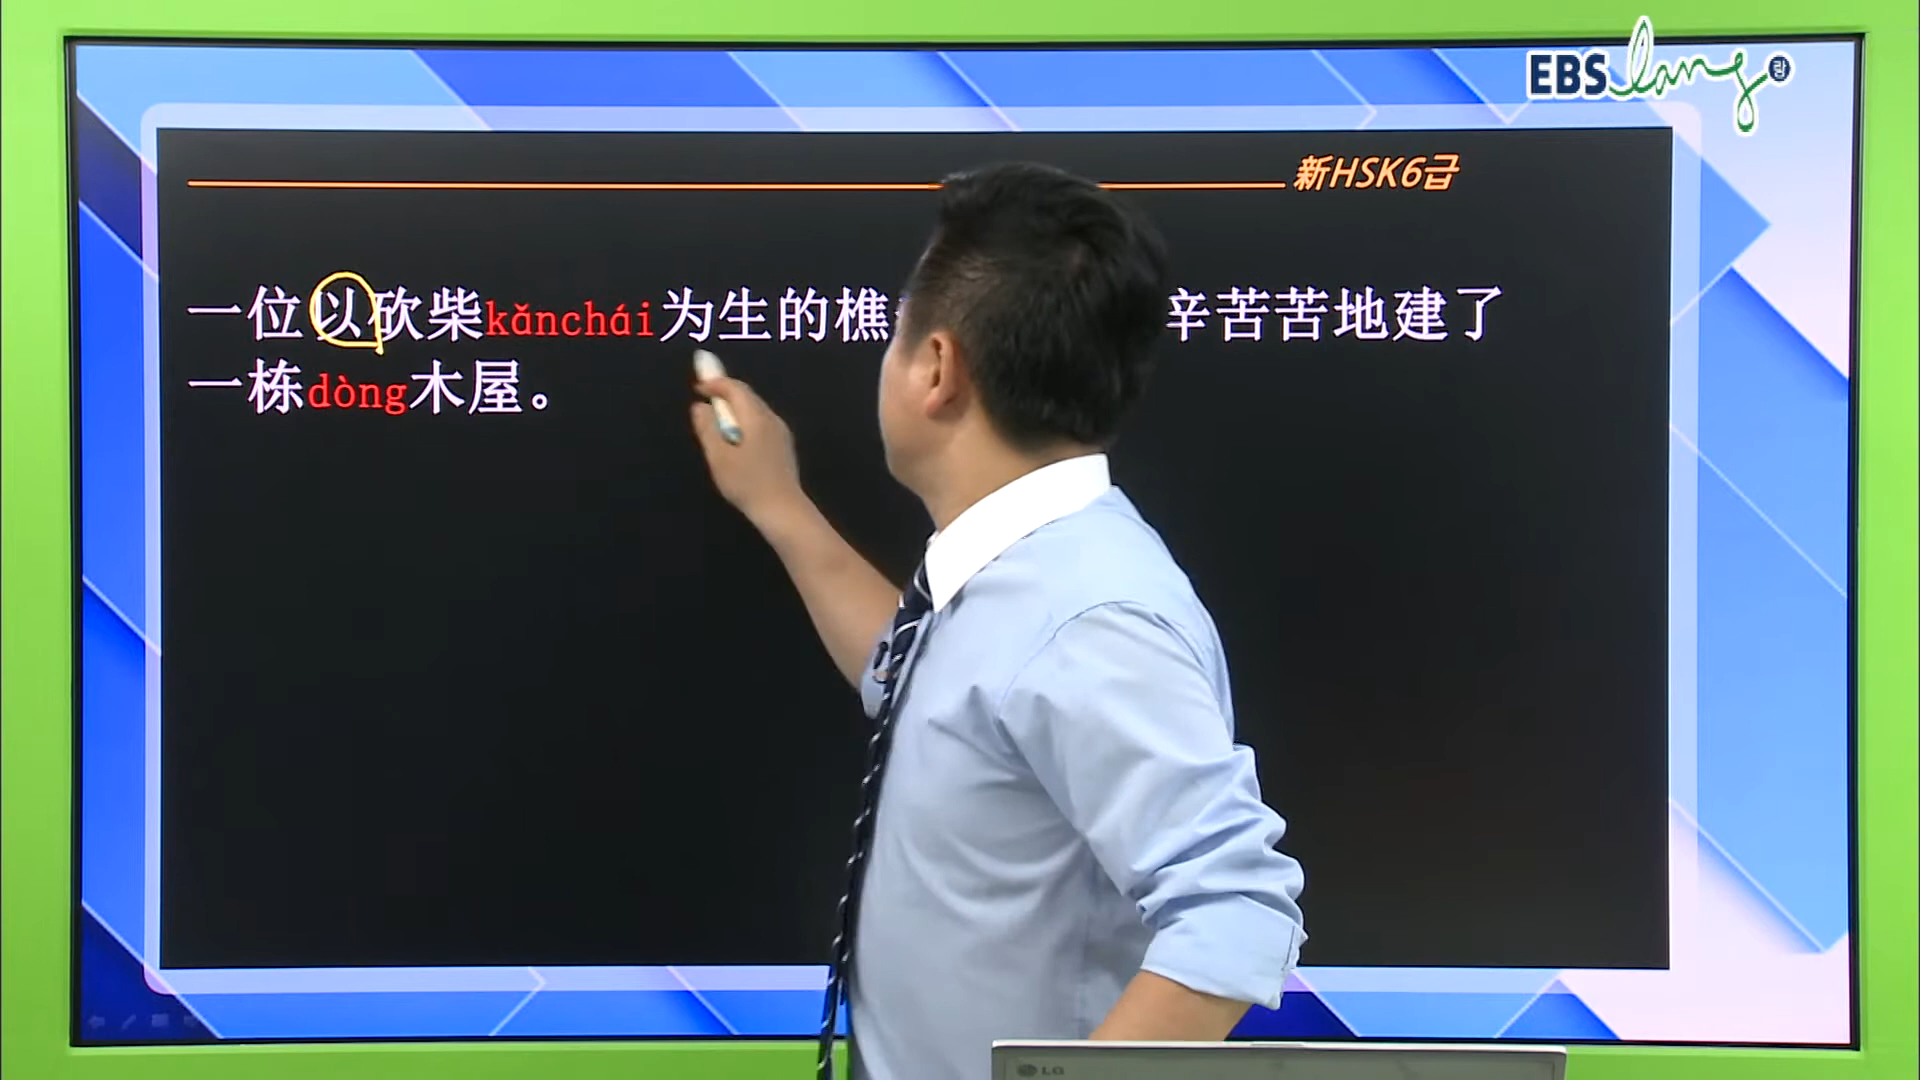 EBS lang 랑
新HSK6급
一位以砍柴kǎnchái为生的樵 辛苦苦地建了
一栋dòng木屋。
LG